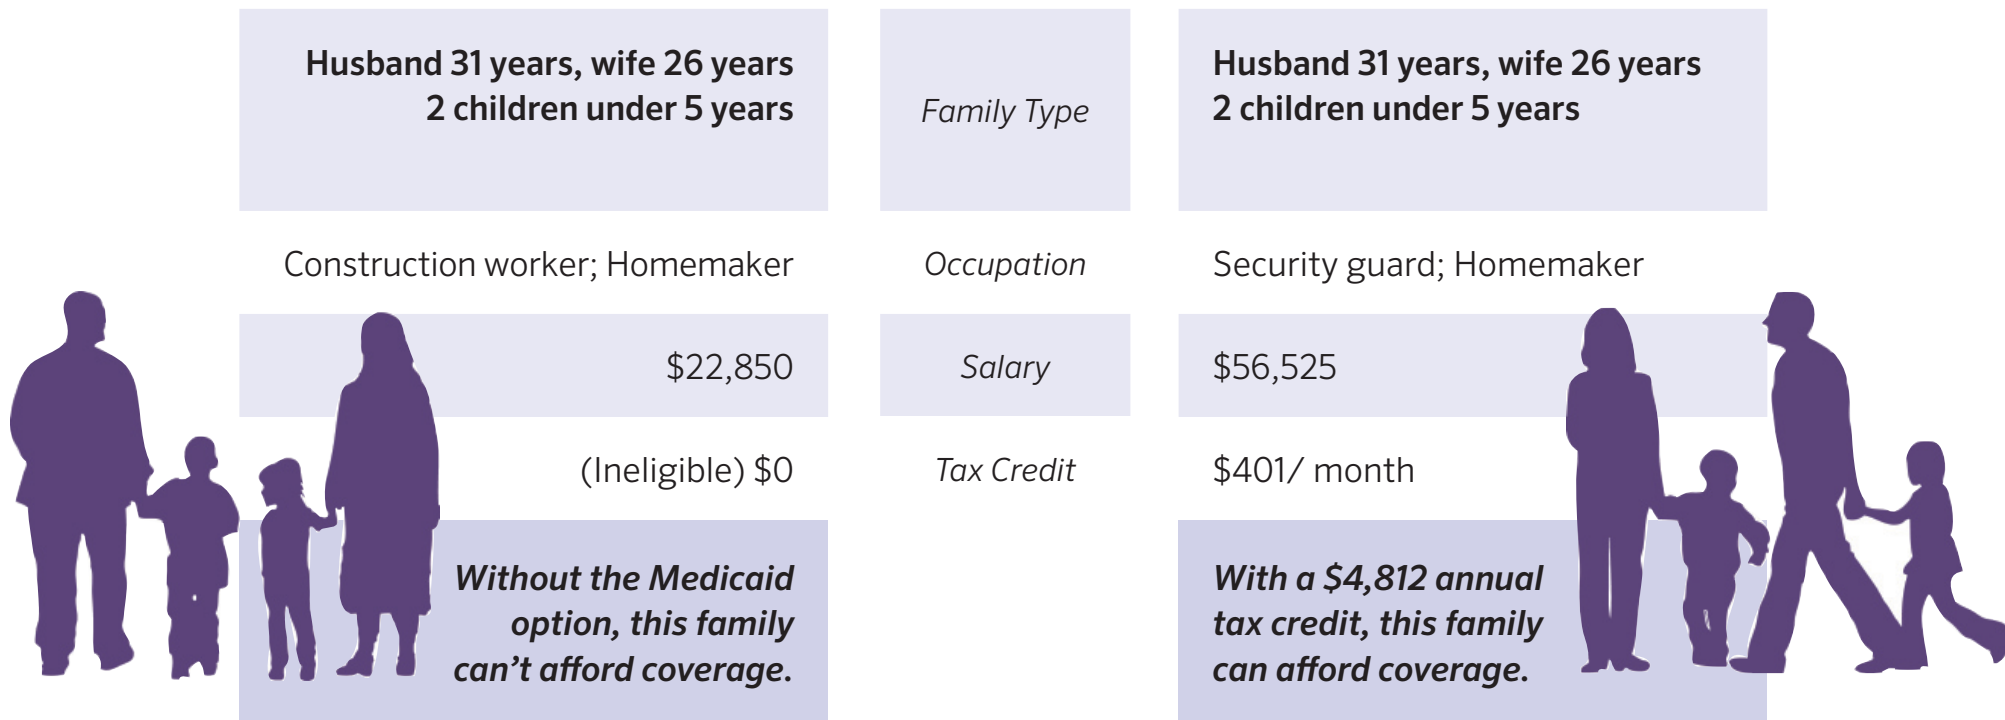 Husband 31 years, wife 26 years
2 children under 5 years
Family Type
Husband 31 years, wife 26 years
2 children under 5 years
Construction worker; Homemaker
Occupation
Security guard; Homemaker
$22,850
Salary
$56,525
(Ineligible) $0
Tax Credit
$401/ month
Without the Medicaid
option, this family
can’t afford coverage.
With a $4,812 annual
tax credit, this family
can afford coverage.